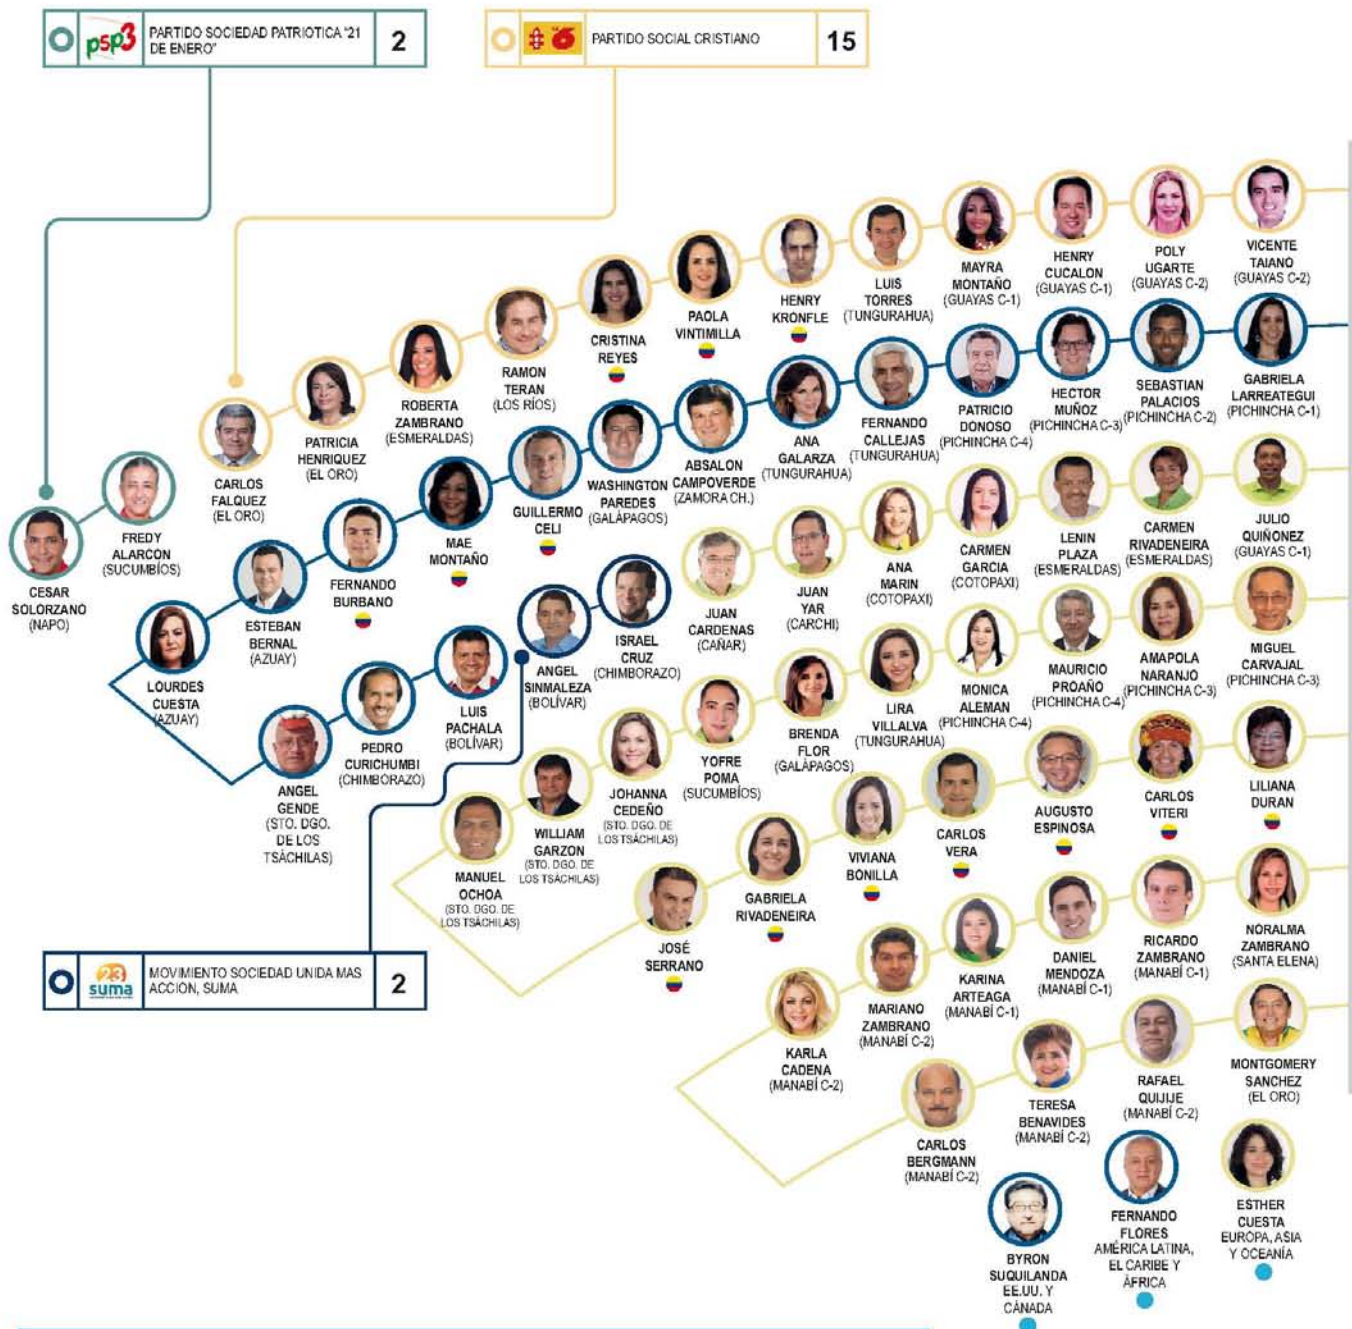 psp3
PARTIDO SOCIEDAD PATRIOTICA "21
DE ENERO"
2
6
PARTIDO SOCIAL CRISTIANO
15
CESAR
SOLORZANO
(NAPO)
FREDY
ALARCON
(SUCUMBÍOS)
CARLOS
FALQUEZ
(EL ORO)
PATRICIA
HENRIQUEZ
(EL ORO)
ROBERTA
ZAMBRANO
(ESMERALDAS)
RAMON
TERAN
(LOS RÍOS)
CRISTINA
REYES
PAOLA
VINTIMILLA
HENRY
KRONFLE
LUIS
TORRES
(TUNGURAHUA)
MAYRA
MONTAÑO
(GUAYAS C-1)
HENRY
CUCALON
(GUAYAS C-1)
POLY
UGARTE
(GUAYAS C-2)
VICENTE
TAIANO
(GUAYAS C-2)
LOURDES
CUESTA
(AZUAY)
ESTEBAN
BERNAL
(AZUAY)
FERNANDO
BURBANO
MAE
MONTAÑO
GUILLERMO
CELI
WASHINGTON
PAREDES
(GALÁPAGOS)
ABSALON
CAMPOVERDE
(ZAMORA CH.)
ANA
GALARZA
(TUNGURAHUA)
FERNANDO
CALLEJAS
(TUNGURAHUA)
PATRICIO
DONOSO
(PICHINCHA C-4)
HECTOR
MUÑOZ
(PICHINCHA C-3)
SEBASTIAN
PALACIOS
(PICHINCHA C-2)
GABRIELA
LARREATEGUI
(PICHINCHA C-1)
ANGEL
GENDE
(STO. DGO.
DE LOS
TSÁCHILAS)
PEDRO
CURICHUMBI
(CHIMBORAZO)
LUIS
PACHALA
(BOLÍVAR)
ANGEL
SINMALEZA
(BOLÍVAR)
ISRAEL
CRUZ
(CHIMBORAZO)
JUAN
CARDENAS
(CAÑAR)
JUAN
YAR
(CARCHI)
ANA
MARIN
(COTOPAXI)
CARMEN
GARCIA
(COTOPAXI)
LENIN
PLAZA
(ESMERALDAS)
CARMEN
RIVADENEIRA
(ESMERALDAS)
JULIO
QUIÑONEZ
(GUAYAS C-1)
MANUEL
OCHOA
(STO. DGO. DE
LOS TSÁCHILAS)
WILLIAM
GARZON
(STO. DGO. DE
LOS TSÁCHILAS)
JOHANNA
CEDEÑO
(STO. DGO. DE
LOS TSÁCHILAS)
YOFRE
POMA
(SUCUMBÍOS)
BRENDA
FLOR
(GALÁPAGOS)
LIRA
VILLALVA
(TUNGURAHUA)
MONICA
ALEMAN
(PICHINCHA C-4)
MAURICIO
PROAÑO
(PICHINCHA C-4)
AMAPOLA
NARANJO
(PICHINCHA C-3)
MIGUEL
CARVAJAL
(PICHINCHA C-3)
JOSÉ
SERRANO
GABRIELA
RIVADENEIRA
VIVIANA
BONILLA
CARLOS
VERA
AUGUSTO
ESPINOSA
CARLOS
VITERI
LILIANA
DURAN
23
suma
MOVIMIENTO SOCIEDAD UNIDA MAS
ACCION, SUMA
2
KARLA
CADENA
(MANABÍ C-2)
MARIANO
ZAMBRANO
(MANABÍ C-2)
KARINA
ARTEAGA
(MANABÍ C-1)
DANIEL
MENDOZA
(MANABÍ C-1)
RICARDO
ZAMBRANO
(MANABÍ C-1)
NORALMA
ZAMBRANO
(SANTA ELENA)
CARLOS
BERGMANN
(MANABÍ C-2)
TERESA
BENAVIDES
(MANABÍ C-2)
RAFAEL
QUIJIJE
(MANABÍ C-2)
MONTGOMERY
SANCHEZ
(EL ORO)
BYRON
SUQUILANDA
EE.UU. Y
CÁNADA
FERNANDO
FLORES
AMÉRICA LATINA,
EL CARIBE Y
ÁFRICA
ESTHER
CUESTA
EUROPA, ASIA
Y OCEANÍA